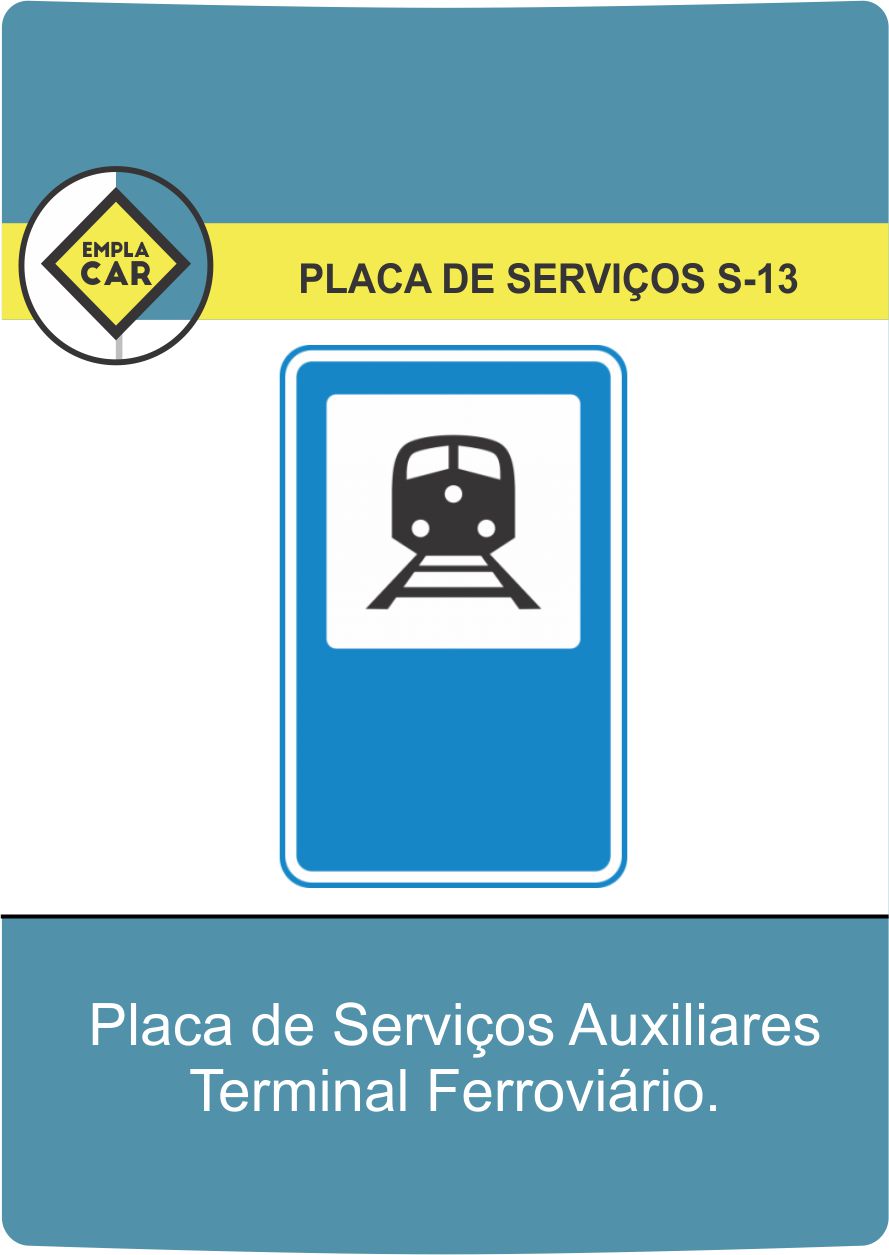 EMPLA
CAR
PLACA DE SERVIÇOS S-13
Placa de Serviços Auxiliares
Terminal Ferroviário.